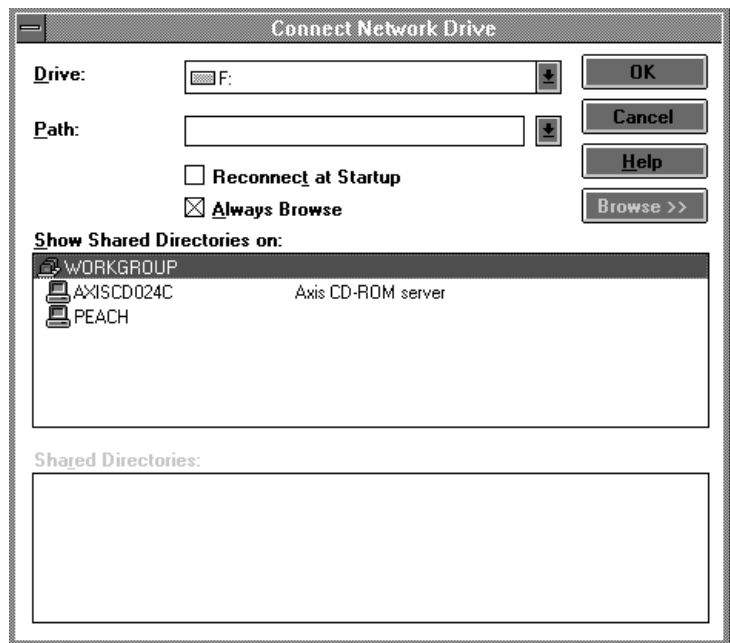 Connect Network Drive
Drive:
F:
OK
Path:
Cancel
Reconnect at Startup
Help
Always Browse
Browse >>
Show Shared Directories on:
WORKGROUP
AXISCD024C Axis CD-ROM server
PEACH
Shared Directories: